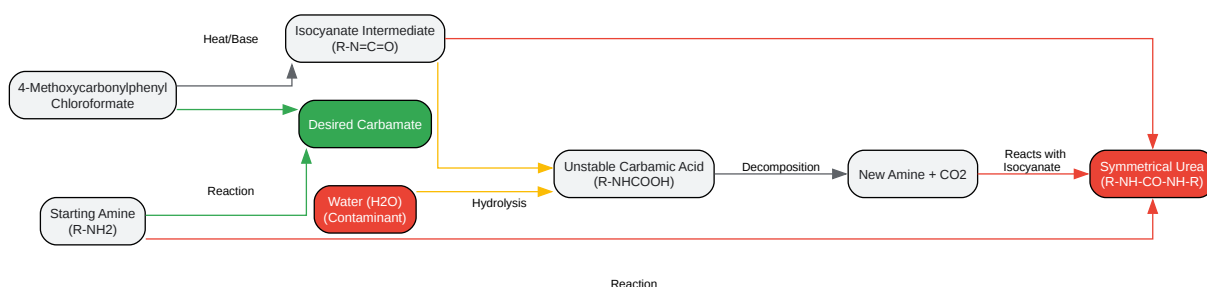 Isocyanate Intermediate
(R-N=C=O)
Heat/Base
4-Methoxycarbonylphenyl
Chloroformate
Desired Carbamate
Unstable Carbamic Acid
(R-NHCOOH)
Decomposition
New Amine + CO2
Reacts with
Isocyanate
Symmetrical Urea
(R-NH-CO-NH-R)
Reaction
Water (H2O)
(Contaminant)
Hydrolysis
Starting Amine
(R-NH2)
Reaction